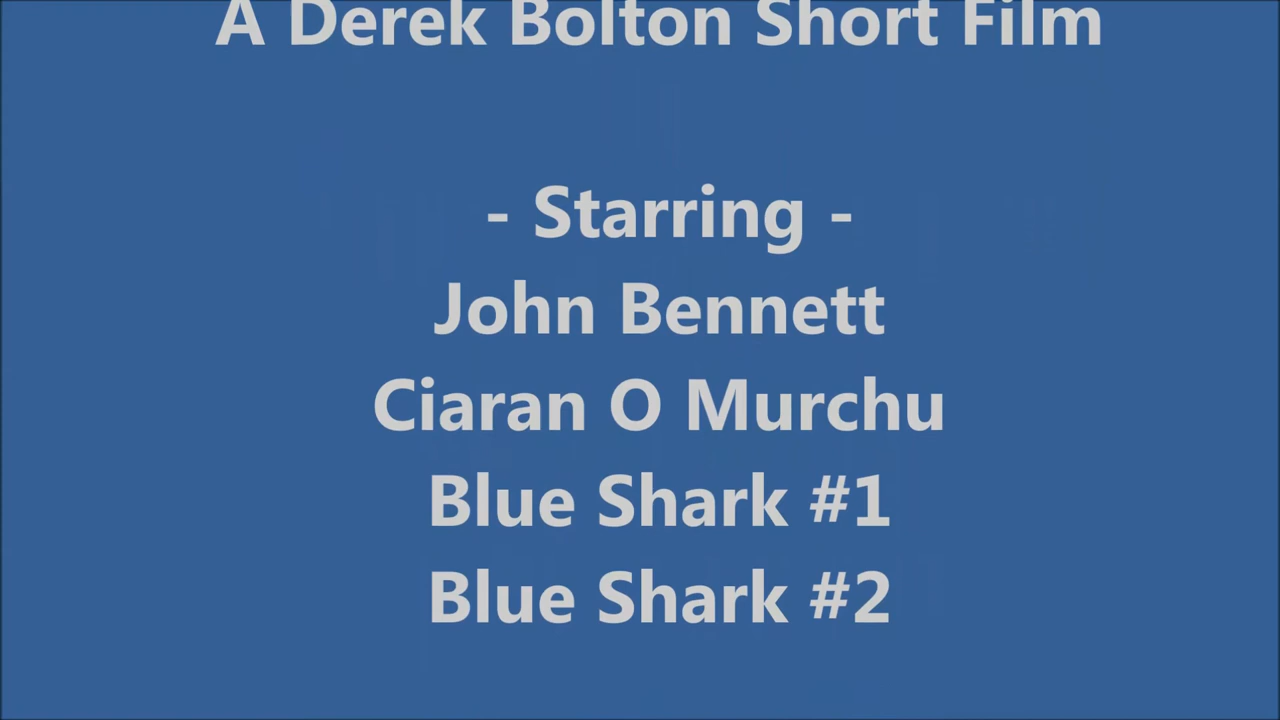 A Derek Bolton Short Film
- Starring -
John Bennett
Ciaran O Murchu
Blue Shark #1
Blue Shark #2